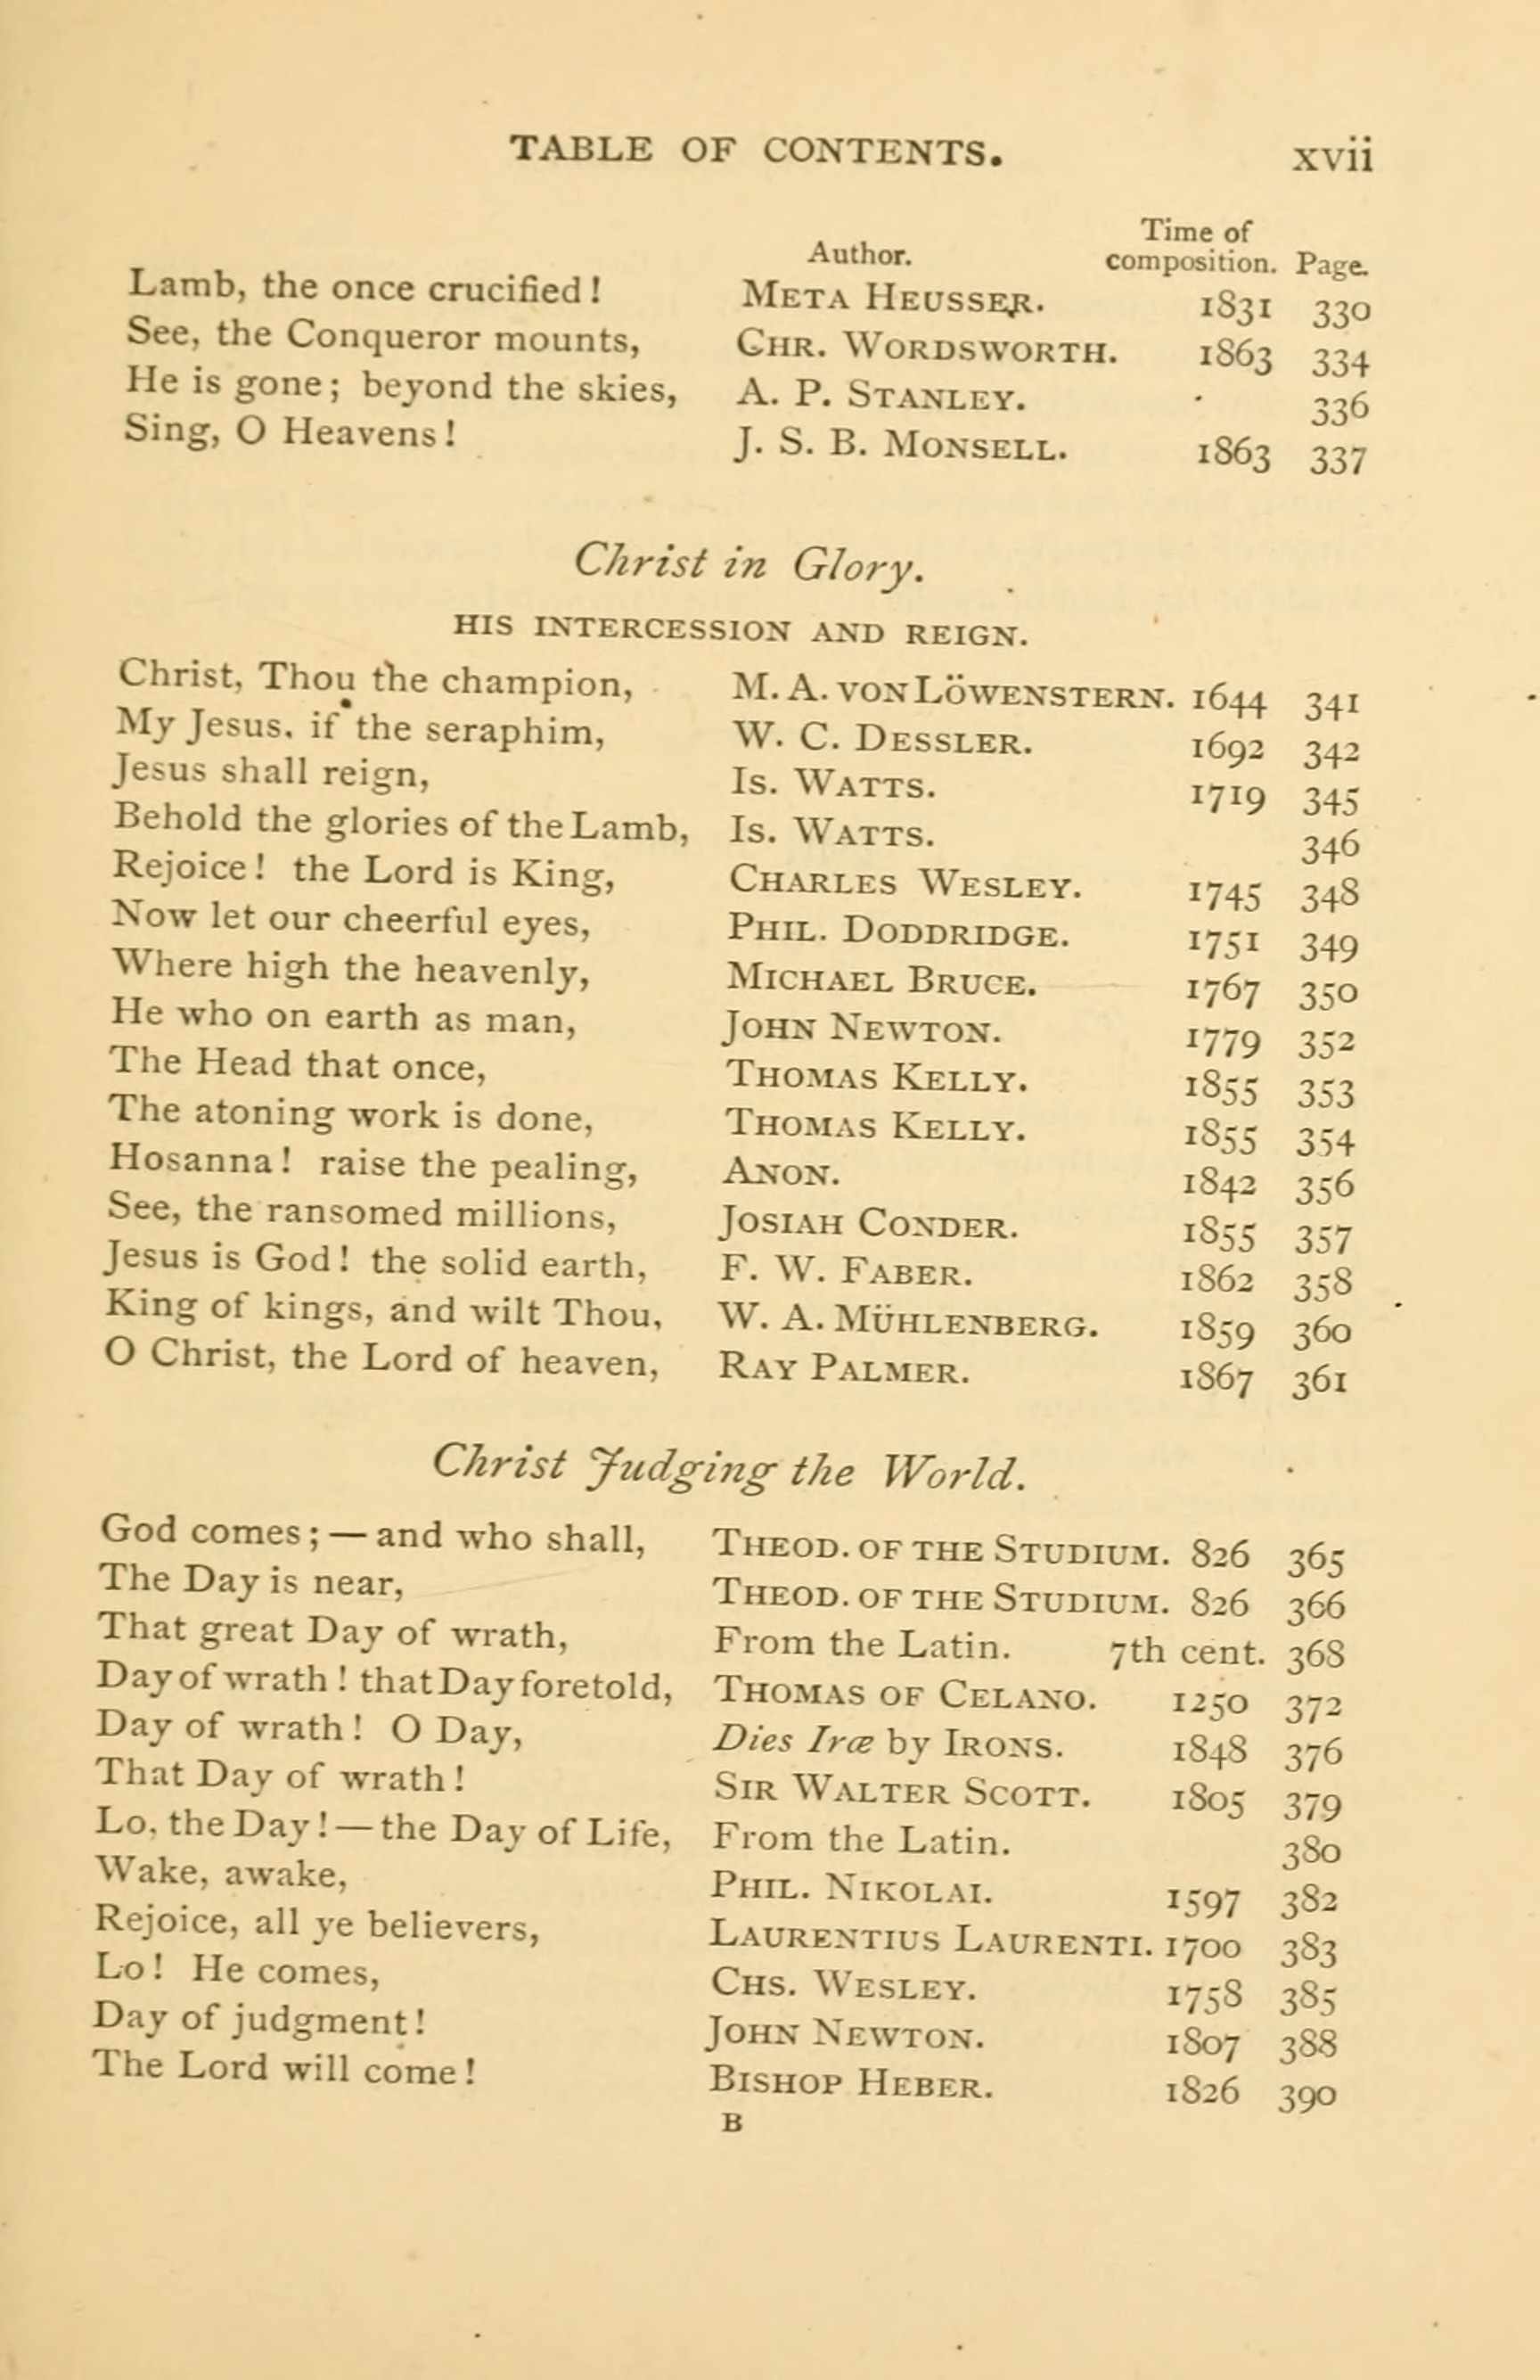 TABLE OF CONTENTS. xvii
Author. Time of composition. Page.
Lamb, the once crucified! META HEUSSER. 1831 330
See, the Conqueror mounts, CHR. WORDSWORTH. 1863 334
He is gone; beyond the skies, A. P. STANLEY. 336
Sing, O Heavens! J. S. B. MONSELL. 1863 337
Christ in Glory.
HIS INTERCESSION AND REIGN.
Christ, Thou the champion, M. A. VON LÖWENSTERN. 1644 341
My Jesus, if the seraphim, W. C. DESSLER. 1692 342
Jesus shall reign, IS. WATTS. 1719 345
Behold the glories of the Lamb, IS. WATTS. 346
Rejoice! the Lord is King, CHARLES WESLEY. 1745 348
Now let our cheerful eyes, PHIL. DODDRIDGE. 1751 349
Where high the heavenly, MICHAEL BRUCE. 1767 350
He who on earth as man, JOHN NEWTON. 1779 352
The Head that once, THOMAS KELLY. 1855 353
The atoning work is done, THOMAS KELLY. 1855 354
Hosanna! raise the pealing, ANON. 1842 356
See, the ransomed millions, JOSIAH CONDER. 1855 357
Jesus is God! the solid earth, F. W. FABER. 1862 358
King of kings, and wilt Thou, W. A. MÜHLENBERG. 1859 360
O Christ, the Lord of heaven, RAY PALMER. 1867 361
Christ Judging the World.
God comes;—and who shall, THEOD. OF THE STUDIUM. 826 365
The Day is near, THEOD. OF THE STUDIUM. 826 366
That great Day of wrath, From the Latin. 7th cent. 368
Day of wrath! that Day foretold, THOMAS OF CELANO. 1250 372
Day of wrath! O Day, Dies Iræ by IRONS. 1848 376
That Day of wrath! SIR WALTER SCOTT. 1805 379
Lo, the Day!—the Day of Life, From the Latin. 380
Wake, awake, PHIL. NIKOLAI. 1597 382
Rejoice, all ye believers, LAURENTIUS LAURENTI. 1700 383
Lo! He comes, CHS. WESLEY. 1758 385
Day of judgment! JOHN NEWTON. 1807 388
The Lord will come! BISHOP HEBER. 1826 390
B